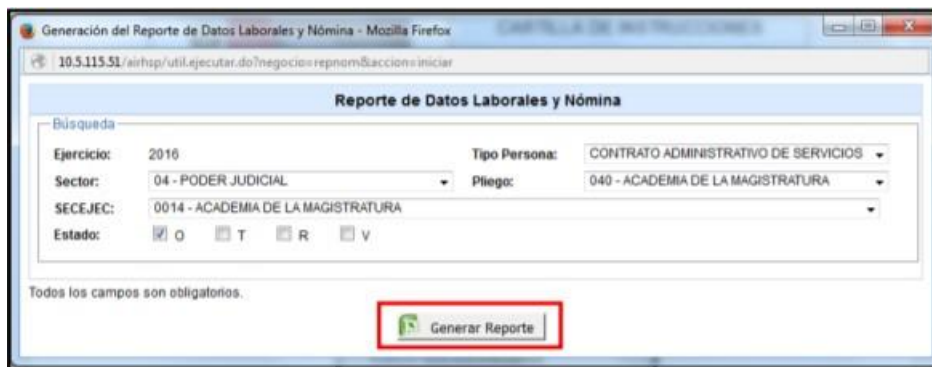 Generación del Reporte de Datos Laborales y Nómina - Mozilla Firefox
CARTILLA DE INSTRUCCIONES
10.5.115.51/airhsp/util.ejecutar.do?negocio=repnom&accion=iniciar
Reporte de Datos Laborales y Nómina
Búsqueda
Ejercicio: 2016 Tipo Persona: CONTRATO ADMINISTRATIVO DE SERVICIOS
Sector: 04 - PODER JUDICIAL Pliego: 040 - ACADEMIA DE LA MAGISTRATURA
SECEJEC: 0014 - ACADEMIA DE LA MAGISTRATURA
Estado: O T R V
Todos los campos son obligatorios.
Generar Reporte